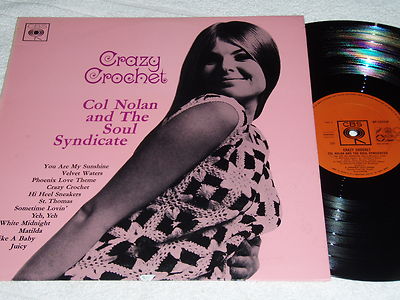 CBS
Crazy
Crochet
Col Nolan
and The
Soul
Syndicate
You Are My Sunshine
Velvet Waters
Phoenix Love Theme
Crazy Crochet
Hi Heel Sneakers
St. Thomas
Sometime Lovin'
Yeh, Yeh
White Midnight
Matilda
ke A Baby
Juicy
CBS
CRAZY CROCHET
COL NOLAN AND THE SOUL SYNDICATE